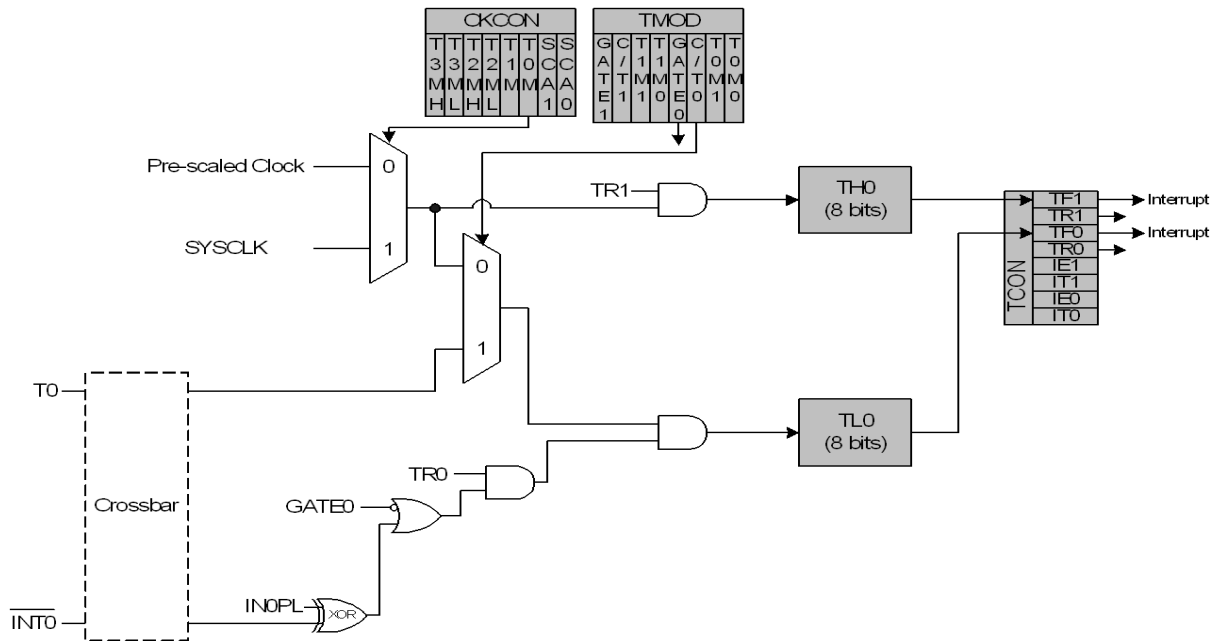 CKCON
T3MH
T3ML
T2MH
T2ML
T1M
T0M
SCA1
SCA0
TMOD
GATE1
C/T1
T1M1
T1M0
GATE0
C/T0
T0M1
T0M0
Pre-scaled Clock
0
SYSCLK
1
TR1
TH0
(8 bits)
TCON
TF1
TR1
TF0
TR0
IE1
IT1
IE0
IT0
Interrupt
Interrupt
0
1
T0
Crossbar
TL0
(8 bits)
TR0
GATE0
IN0PL
XOR
INT0